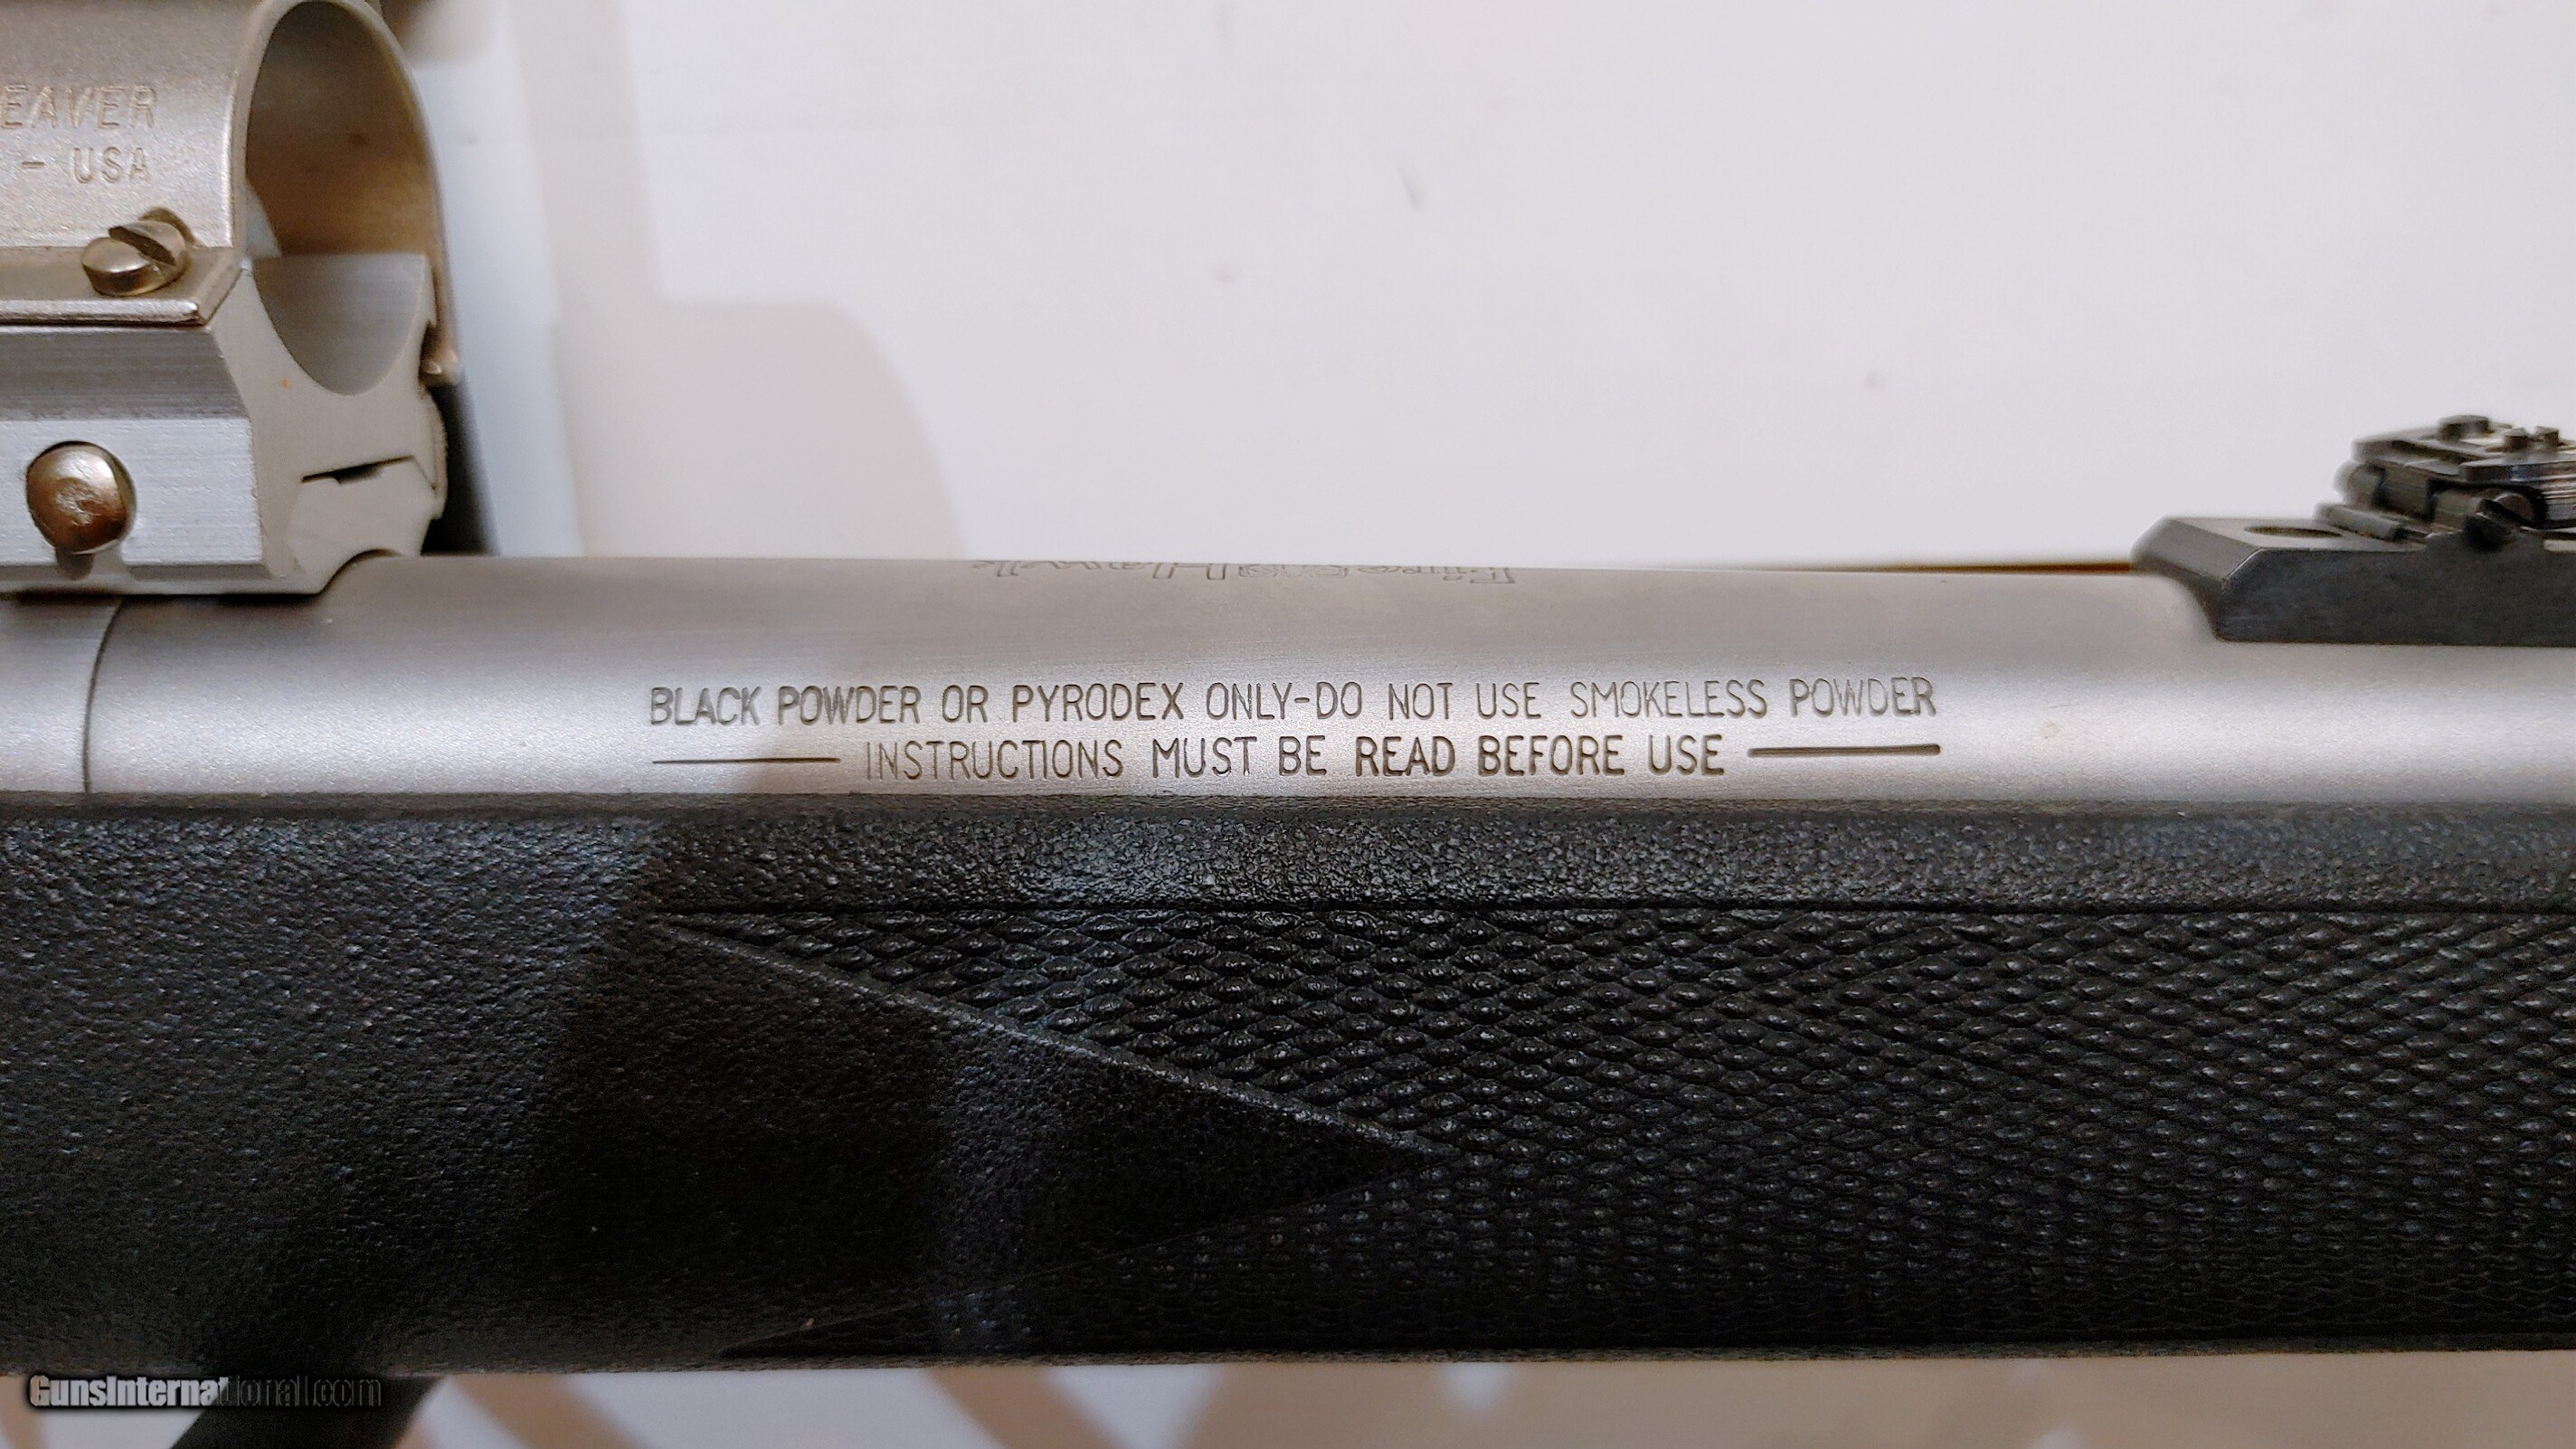 EAVER
- USA
BLACK POWDER OR PYRODEX ONLY-DO NOT USE SMOKELESS POWDER
INSTRUCTIONS MUST BE READ BEFORE USE
GunsInternational.com